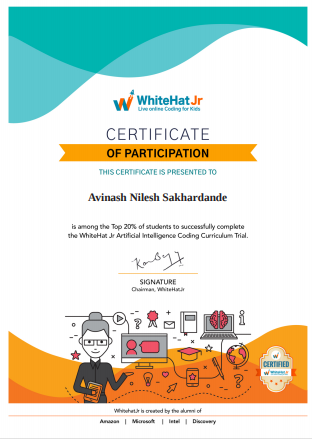 WhiteHat Jr
Live online Coding for Kids
CERTIFICATE
OF PARTICIPATION
THIS CERTIFICATE IS PRESENTED TO
Avinash Nilesh Sakhardande
is among the Top 20% of students to successfully complete
the WhiteHat Jr Artificial Intelligence Coding Curriculum Trial.
SIGNATURE
Chairman, WhiteHatJr
CERTIFIED
WhiteHat Jr
WhitehatJr is created by the alumni of
Amazon | Microsoft | Intel | Discovery